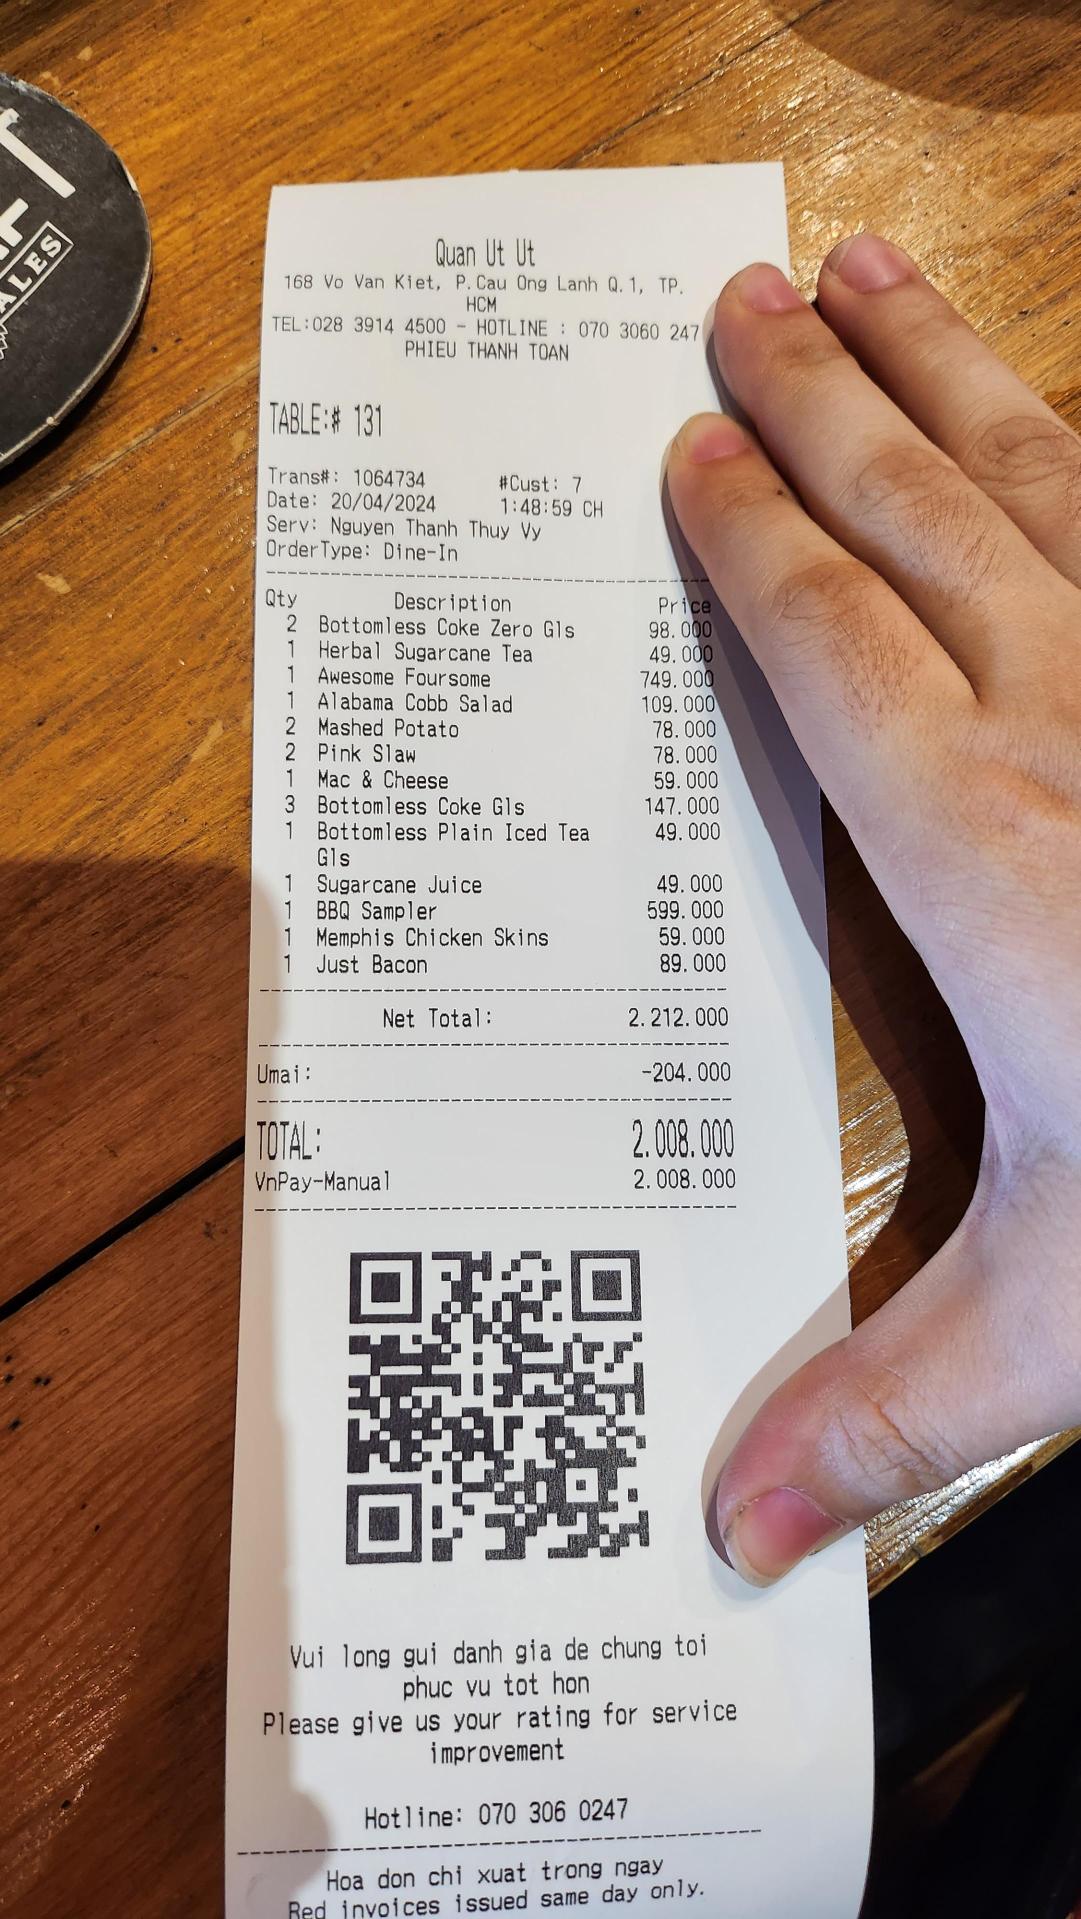 ALES
Quan Ut Ut
168 Vo Van Kiet, P.Cau Ong Lanh Q.1, TP.
HCM
TEL:028 3914 4500 - HOTLINE : 070 3060 247
PHIEU THANH TOAN
TABLE:# 131
Trans#: 1064734 #Cust: 7
Date: 20/04/2024 1:48:59 CH
Serv: Nguyen Thanh Thuy Vy
OrderType: Dine-In
Qty Description Price
2 Bottomless Coke Zero Gls 98.000
1 Herbal Sugarcane Tea 49.000
1 Awesome Foursome 749.000
1 Alabama Cobb Salad 109.000
2 Mashed Potato 78.000
2 Pink Slaw 78.000
1 Mac & Cheese 59.000
3 Bottomless Coke Gls 147.000
1 Bottomless Plain Iced Tea 49.000
Gls
1 Sugarcane Juice 49.000
1 BBQ Sampler 599.000
1 Memphis Chicken Skins 59.000
1 Just Bacon 89.000
Net Total: 2.212.000
Umai: -204.000
TOTAL: 2.008.000
VnPay-Manual 2.008.000
Vui long gui danh gia de chung toi
phuc vu tot hon
Please give us your rating for service
improvement
Hotline: 070 306 0247
Hoa don chi xuat trong ngay
Red invoices issued same day only.